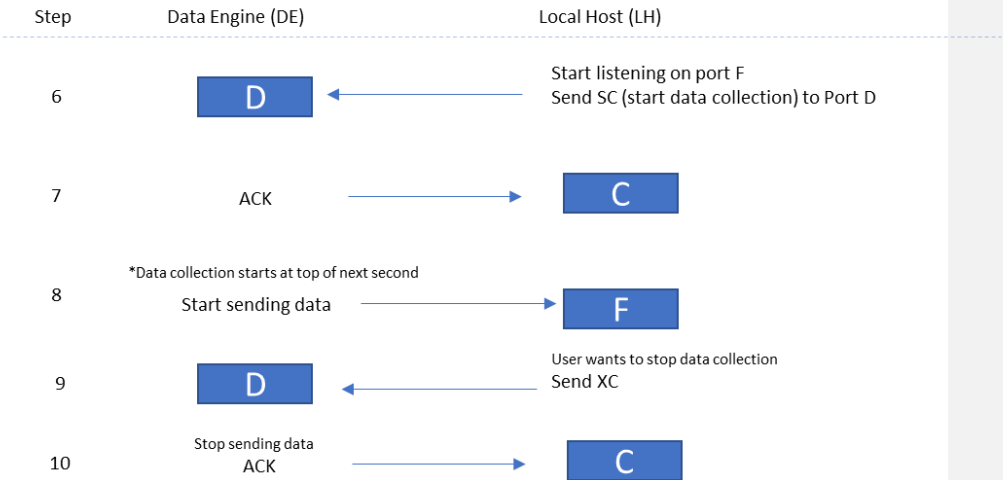 Step Data Engine (DE) Local Host (LH)
Start listening on port F
6 D Send SC (start data collection) to Port D
7 ACK C
*Data collection starts at top of next second
8 Start sending data F
User wants to stop data collection
9 D Send XC
Stop sending data
10 ACK C